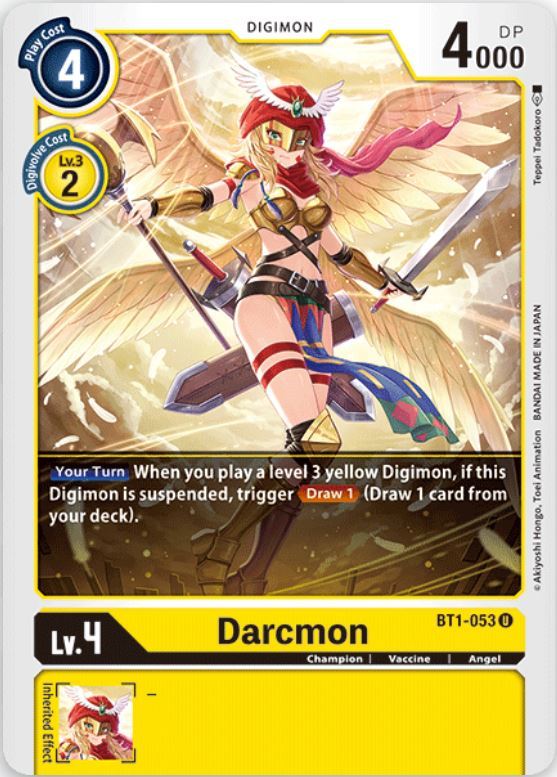 Play Cost
4
DIGIMON
DP
4000
Digivolve Cost
Lv.3
2
Teppei Tadokoro
Your Turn When you play a level 3 yellow Digimon, if this
Digimon is suspended, trigger Draw 1 (Draw 1 card from
your deck).
© Akiyoshi Hongo, Toei Animation BANDAI MADE IN JAPAN
Lv.4
Darcmon
BT1-053 U
Champion | Vaccine | Angel
Inherited Effect
–